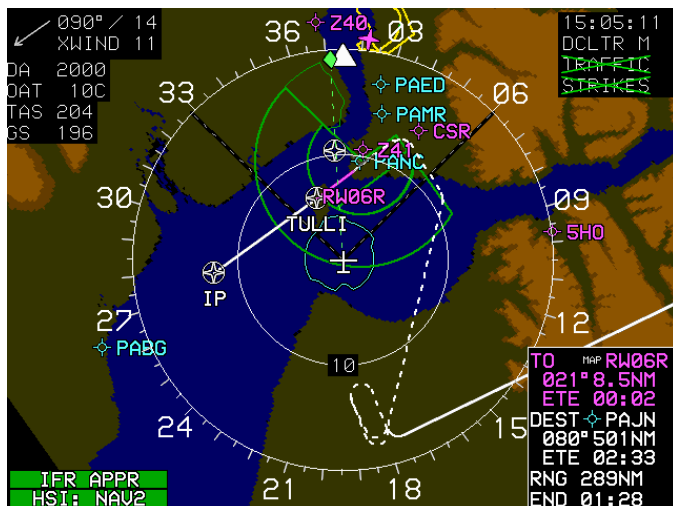 090° / 14
XWIND 11
DA 2000
OAT 10C
TAS 204
GS 196
36
Z40
03
15:05:11
DCLTR M
TRAFFIC
STRIKES
33
PAED
06
PAMR
CSR
Z41
PANC
30
RW06R
09
TULLI
5HO
IP
27
12
PABG
10
TO MAP RW06R
021° 8.5NM
ETE 00:02
DEST PAJN
080° 501NM
ETE 02:33
RNG 289NM
END 01:28
24
15
IFR APPR
HSI: NAV2
21
18